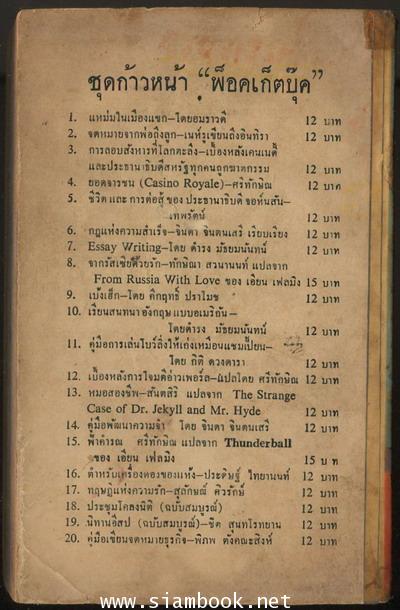 ชุดก้าวหน้า “พ็อคเก็ตบุ๊ค”
1. แหม่มในเมืองแขก—โดยอมราวดี 12 บาท
2. จดหมายจากพ่อถึงลูก—เนห์รูเขียนถึงอินทิรา 12 บาท
3. การลอบสังหารที่โลกตะลึง—เบื้องหลังเคนเนดี้
และประธานาธิบดีสหรัฐทุกคนถูกฆาตกรรม 12 บาท
4. ยอดจารชน (Casino Royale)—ศรีทักษิณ 12 บาท
5. ชีวิต และ การต่อสู้ ของ ประธานาธิบดี จอห์นสัน—
เทพรัตน์ 12 บาท
6. กฎแห่งความสำเร็จ—จินดา จินตนเสรี เรียบเรียง 12 บาท
7. Essay Writing—โดย ดำรง มัธยมนันทน์ 12 บาท
8. จากรัสเซียด้วยรัก—ทักษิณา สวนานนท์ แปลจาก
From Russia With Love ของ เอียน เฟลมิง 15 บาท
9. เบ้งเฮ็ก—โดย คึกฤทธิ์ ปราโมช 12 บาท
10. เรียนสนทนาอังกฤษแบบอเมริกัน—
โดยดำรง มัธยมนันทน์ 12 บาท
11. คู่มือการเล่นโบว์ลิ่งให้เก่งเหมือนแชมเปี้ยน—
โดย กิติ ดวงดารา 12 บาท
12. เบื้องหลังการโจมตีอ่าวเพอร์ล—แปลโดย ศรีทักษิณ 12 บาท
13. หมอสองชีพ—สันตสิริ แปลจาก The Strange
Case of Dr. Jekyll and Mr. Hyde 12 บาท
14. คู่มือพัฒนาความจำ โดย จินดา จินตนเสรี 12 บาท
15. ฟ้าคำรณ ศรีทักษิณ แปลจาก Thunderball
ของ เอียน เฟลมิง 15 บ ท
16. ตำหรับเครื่องดองของแห้ง—ประดิษฐ์ วิทยานนท์ 12 บาท
17. ทฤษฎีแห่งความรัก—สุลักษณ์ ศิวรักษ์ 12 บาท
18. ประชุมโคลงนิติ (ฉบับสมบูรณ์) 12 บาท
19. นิทานอีสป (ฉบับสมบูรณ์)—ชิต สุนทโรทยาน 12 บาท
20. คู่มือเขียนจดหมายธุรกิจ—พิภพ ตังคณะสิงห์ 12 บาท
www.siambook.net